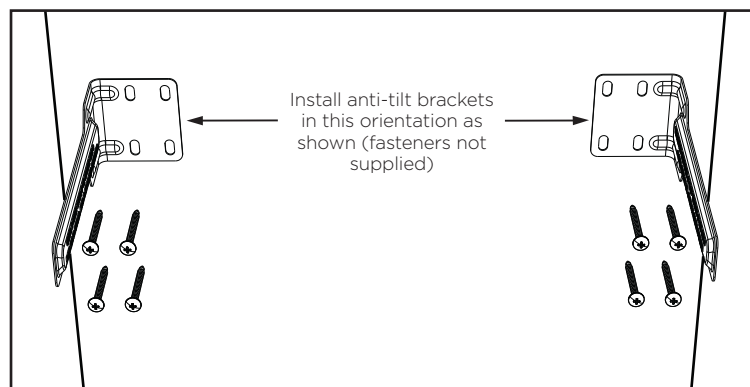 Install anti-tilt brackets
in this orientation as
shown (fasteners not
supplied)